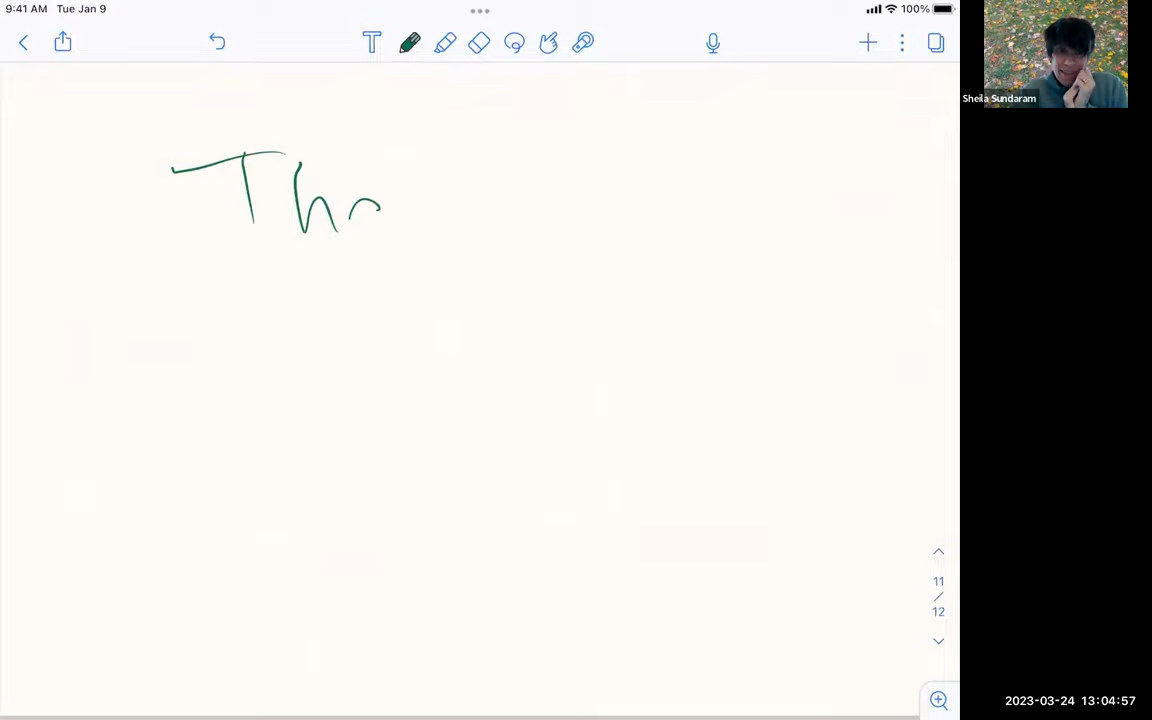 9:41 AM Tue Jan 9
100%
Th
Sheila Sundaram
11
/
12
2023-03-24 13:04:57